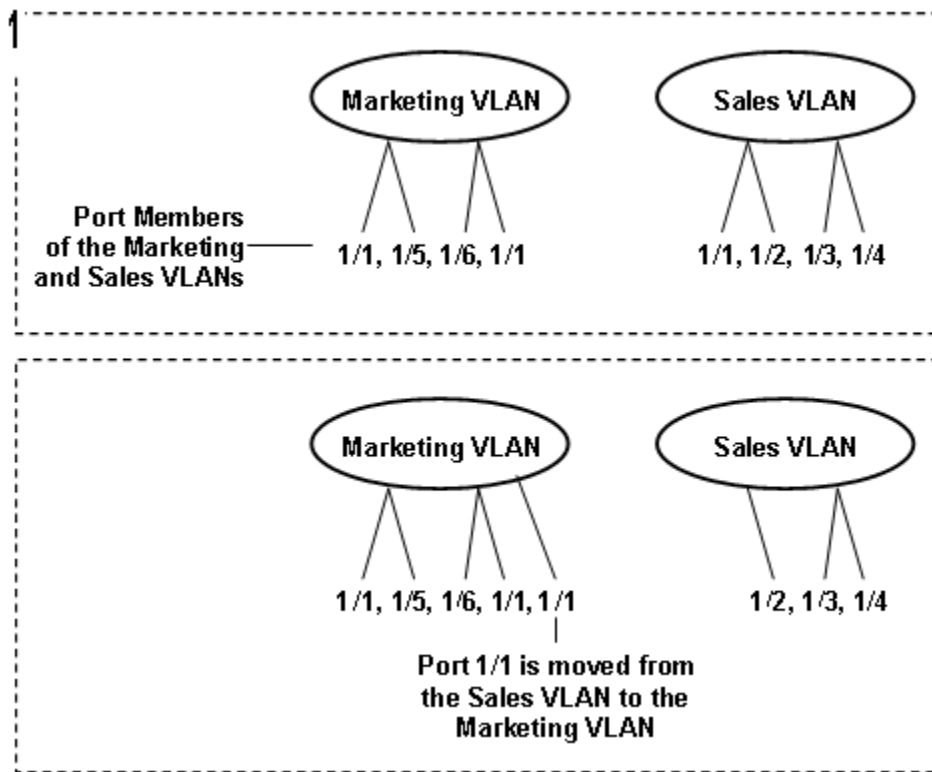 1
Marketing VLAN
Sales VLAN
Port Members
of the Marketing
and Sales VLANs
1/1, 1/5, 1/6, 1/1
1/1, 1/2, 1/3, 1/4
Marketing VLAN
Sales VLAN
1/1, 1/5, 1/6, 1/1, 1/1
1/2, 1/3, 1/4
Port 1/1 is moved from
the Sales VLAN to the
Marketing VLAN